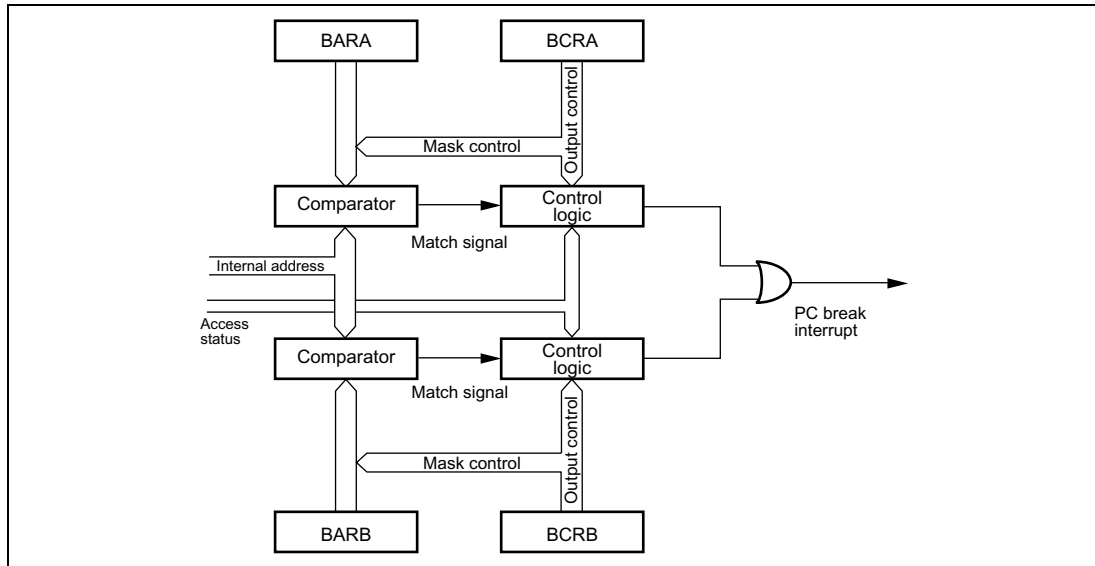 BARA
BCRA
Output control
Mask control
Comparator
Control
logic
Match signal
Internal address
Access
status
PC break
interrupt
Comparator
Control
logic
Match signal
Output control
Mask control
BARB
BCRB